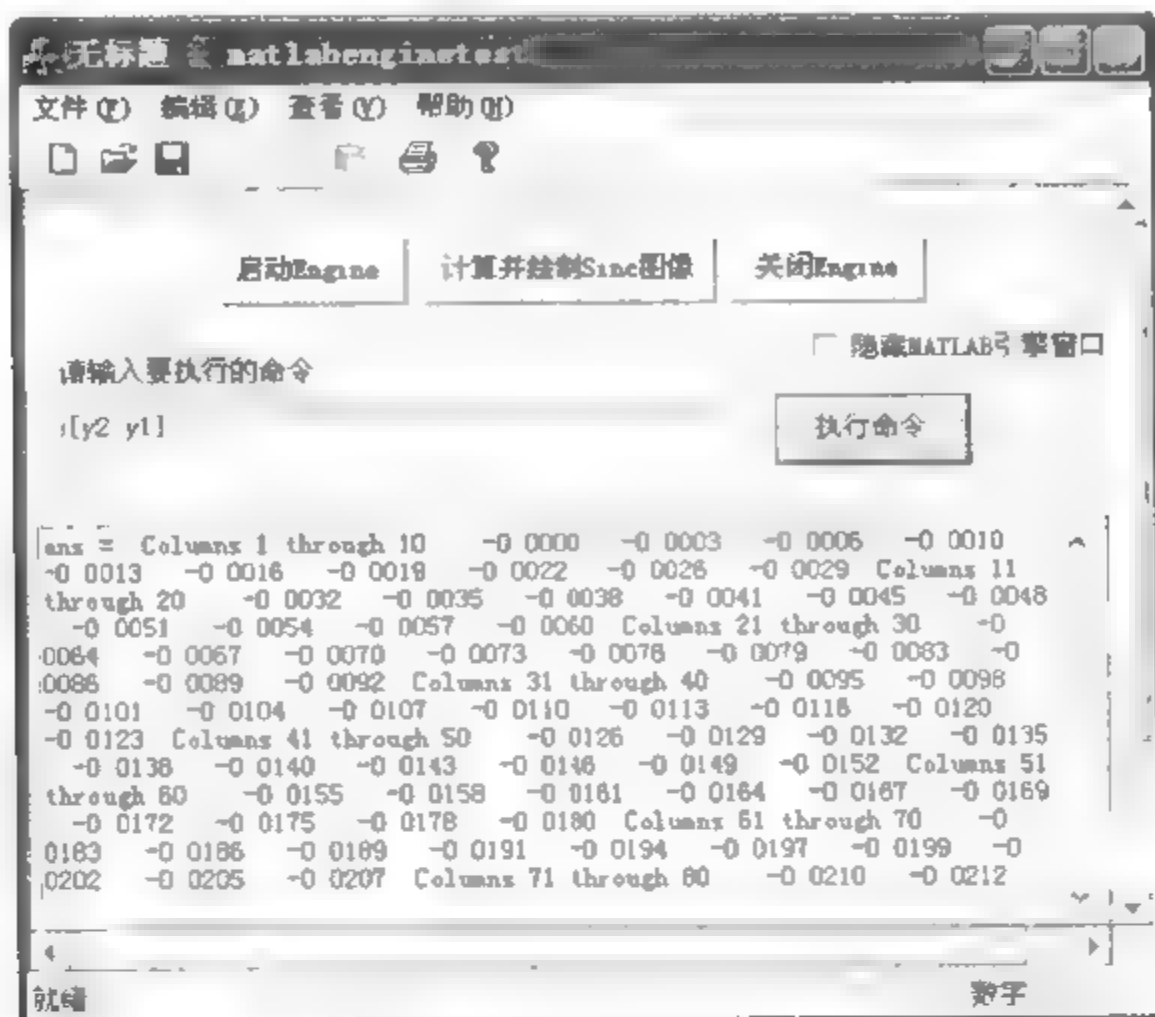 无标题 - matlabenginetest
文件(F) 编辑(E) 查看(V) 帮助(H)
启动Engine 计算并绘制Sinc图像 关闭Engine
隐藏MATLAB引擎窗口
请输入要执行的命令
[y2 y1]
执行命令
ans = Columns 1 through 10 -0 0000 -0 0003 -0 0006 -0 0010
-0 0013 -0 0016 -0 0019 -0 0022 -0 0026 -0 0029 Columns 11
through 20 -0 0032 -0 0035 -0 0038 -0 0041 -0 0045 -0 0048
-0 0051 -0 0054 -0 0057 -0 0060 Columns 21 through 30 -0
0064 -0 0067 -0 0070 -0 0073 -0 0076 -0 0079 -0 0083 -0
0086 -0 0089 -0 0092 Columns 31 through 40 -0 0095 -0 0098
-0 0101 -0 0104 -0 0107 -0 0110 -0 0113 -0 0116 -0 0120
-0 0123 Columns 41 through 50 -0 0126 -0 0129 -0 0132 -0 0135
-0 0138 -0 0140 -0 0143 -0 0146 -0 0149 -0 0152 Columns 51
through 60 -0 0155 -0 0158 -0 0161 -0 0164 -0 0167 -0 0169
-0 0172 -0 0175 -0 0178 -0 0180 Columns 61 through 70 -0
0183 -0 0186 -0 0189 -0 0191 -0 0194 -0 0197 -0 0199 -0
0202 -0 0205 -0 0207 Columns 71 through 80 -0 0210 -0 0212
就绪 数字